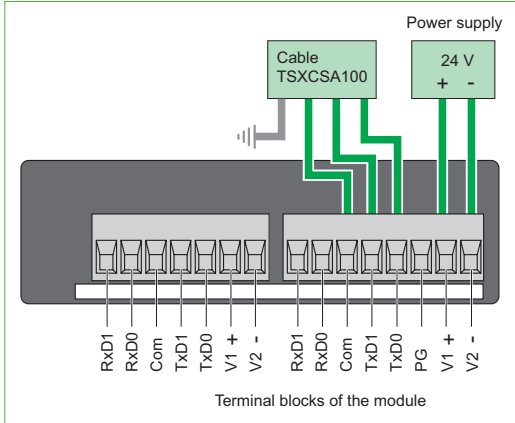 Power supply
Cable
TSXCSA100
24 V
+ -
RxD1
RxD0
Com
TxD1
TxD0
V1 +
V2 -
RxD1
RxD0
Com
TxD1
TxD0
PG
V1 +
V2 -
Terminal blocks of the module